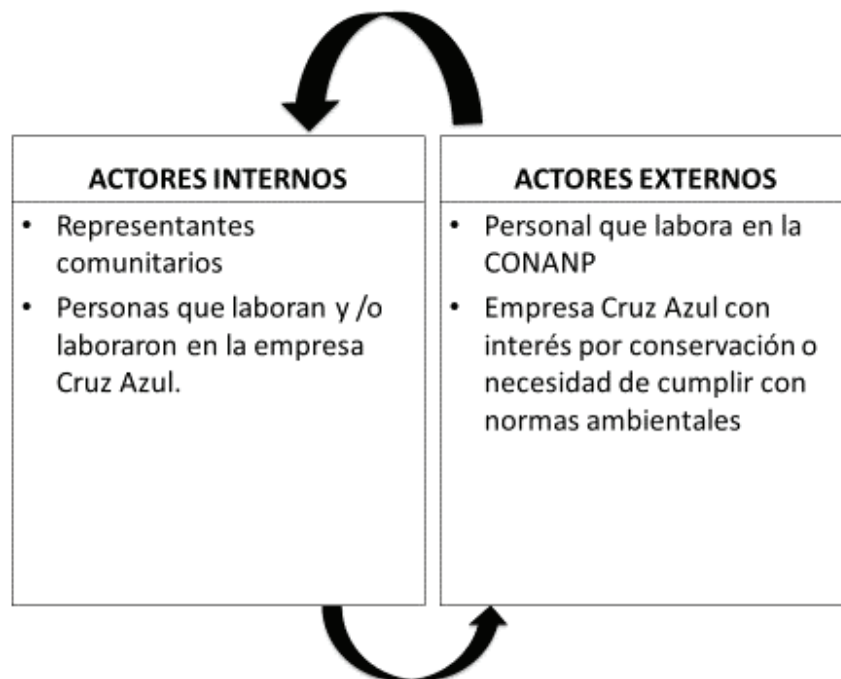 ACTORES INTERNOS
• Representantes
comunitarios
• Personas que laboran y /o
laboraron en la empresa
Cruz Azul.
ACTORES EXTERNOS
• Personal que labora en la
CONANP
• Empresa Cruz Azul con
interés por conservación o
necesidad de cumplir con
normas ambientales